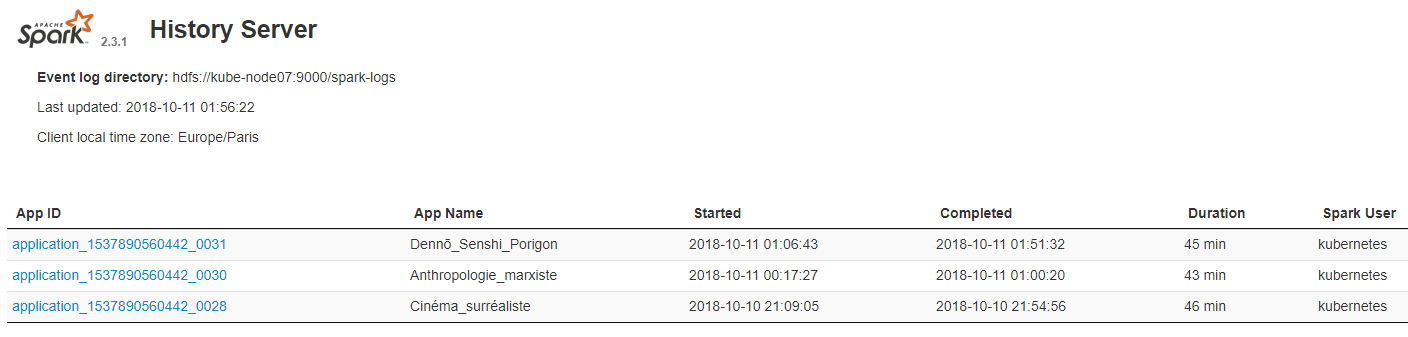 APACHE
Spark 2.3.1 History Server
Event log directory: hdfs://kube-node07:9000/spark-logs
Last updated: 2018-10-11 01:56:22
Client local time zone: Europe/Paris
App ID App Name Started Completed Duration Spark User
application_1537890560442_0031 Dennō_Senshi_Porigon 2018-10-11 01:06:43 2018-10-11 01:51:32 45 min kubernetes
application_1537890560442_0030 Anthropologie_marxiste 2018-10-11 00:17:27 2018-10-11 01:00:20 43 min kubernetes
application_1537890560442_0028 Cinéma_surréaliste 2018-10-10 21:09:05 2018-10-10 21:54:56 46 min kubernetes